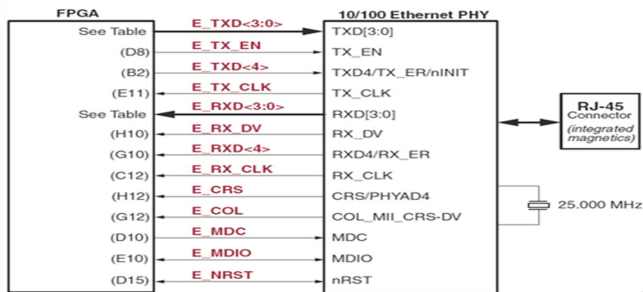 FPGA 10/100 Ethernet PHY
See Table E_TXD<3:0> TXD[3:0]
(D8) E_TX_EN TX_EN
(B2) E_TXD<4> TXD4/TX_ER/nINIT
(E11) E_TX_CLK TX_CLK
See Table E_RXD<3:0> RXD[3:0]
(H10) E_RX_DV RX_DV
(G10) E_RXD<4> RXD4/RX_ER
(C12) E_RX_CLK RX_CLK
(H12) E_CRS CRS/PHYAD4
(G12) E_COL COL_MII_CRS-DV
(D10) E_MDC MDC
(E10) E_MDIO MDIO
(D15) E_NRST nRST
RJ-45
Connector
(integrated
magnetics)
25.000 MHz